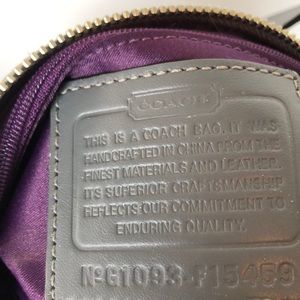 COACH
THIS IS A COACH BAG. IT WAS
HANDCRAFTED IN CHINA FROM THE
FINEST MATERIALS AND LEATHER.
ITS SUPERIOR CRAFTSMANSHIP
REFLECTS OUR COMMITMENT TO
ENDURING QUALITY.
Nº G1093-F15459